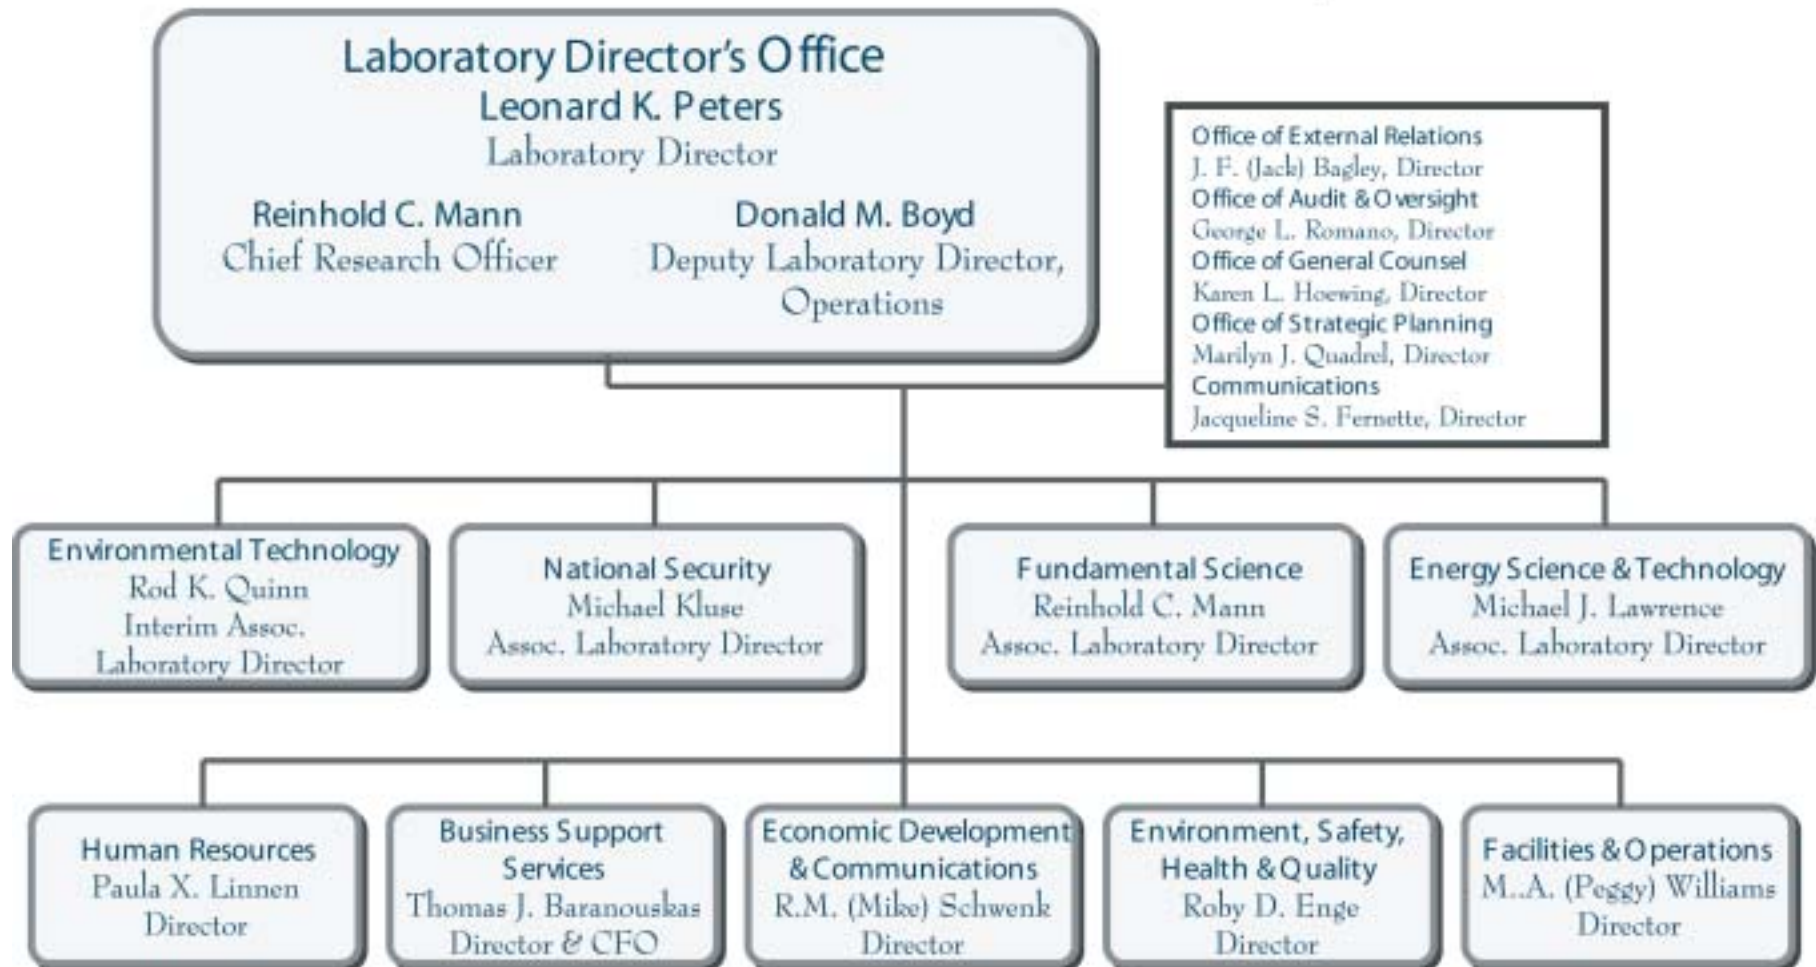 Laboratory Director's Office
Leonard K. Peters
Laboratory Director
Reinhold C. Mann
Chief Research Officer
Donald M. Boyd
Deputy Laboratory Director,
Operations
Office of External Relations
J. F. (Jack) Bagley, Director
Office of Audit & Oversight
George L. Romano, Director
Office of General Counsel
Karen L. Hoewing, Director
Office of Strategic Planning
Marilyn J. Quadrel, Director
Communications
Jacqueline S. Fernette, Director
Environmental Technology
Rod K. Quinn
Interim Assoc.
Laboratory Director
National Security
Michael Kluse
Assoc. Laboratory Director
Fundamental Science
Reinhold C. Mann
Assoc. Laboratory Director
Energy Science & Technology
Michael J. Lawrence
Assoc. Laboratory Director
Human Resources
Paula X. Linnen
Director
Business Support
Services
Thomas J. Baranouskas
Director & CFO
Economic Development
& Communications
R.M. (Mike) Schwenk
Director
Environment, Safety,
Health & Quality
Roby D. Enge
Director
Facilities & Operations
M..A. (Peggy) Williams
Director